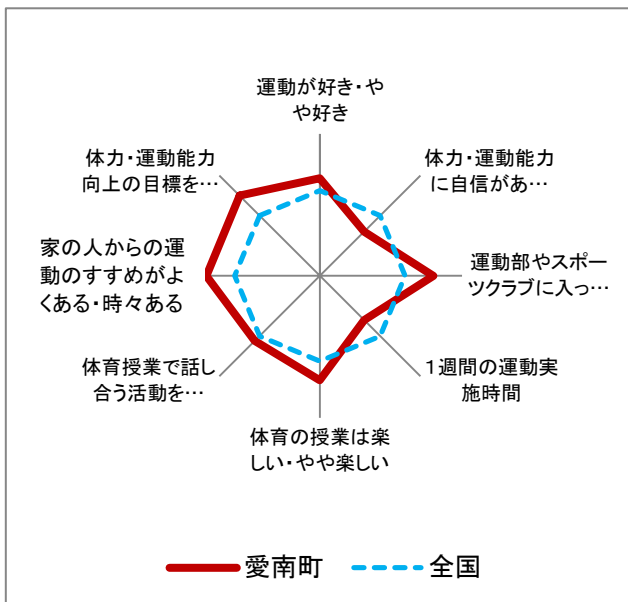 運動が好き・や
や好き
体力・運動能力
に自信があ…
運動部やスポー
ツクラブに入っ…
１週間の運動実
施時間
体育の授業は楽
しい・やや楽しい
体育授業で話し
合う活動を…
家の人からの運
動のすすめがよ
くある・時々ある
体力・運動能力
向上の目標を…
愛南町
全国